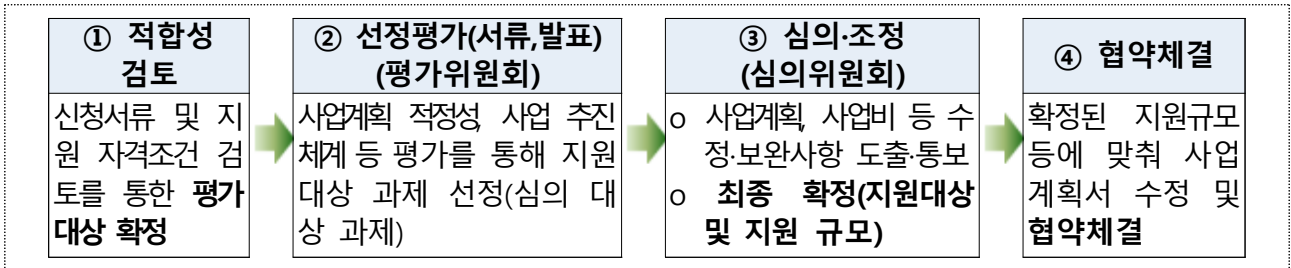 ① 적합성
검토
신청서류 및 지
원 자격조건 검
토를 통한 평가
대상 확정
② 선정평가(서류,발표)
(평가위원회)
사업계획 적정성, 사업 추진
체계 등 평가를 통해 지원
대상 과제 선정(심의 대
상 과제)
③ 심의·조정
(심의위원회)
o 사업계획, 사업비 등 수
정·보완사항 도출·통보
o 최종 확정(지원대상
및 지원 규모)
④ 협약체결
확정된 지원규모
등에 맞춰 사업
계획서 수정 및
협약체결